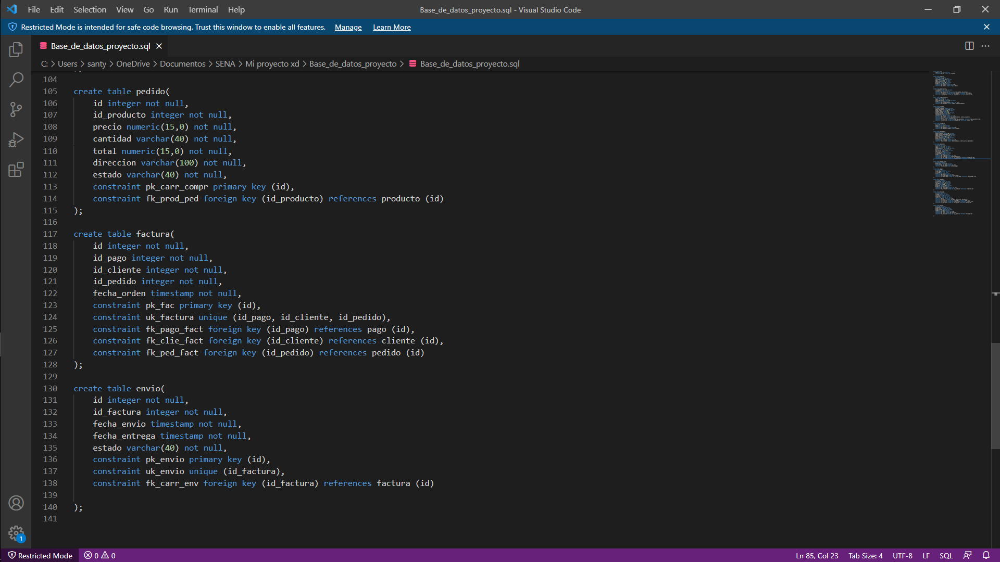 File Edit Selection View Go Run Terminal Help Base_de_datos_proyecto.sql - Visual Studio Code
Restricted Mode is intended for safe code browsing. Trust this window to enable all features. Manage Learn More
Base_de_datos_proyecto.sql
C: > Users > santy > OneDrive > Documentos > SENA > Mi proyecto xd > Base_de_datos_proyecto > Base_de_datos_proyecto.sql
104
105 create table pedido(
106 id integer not null,
107 id_producto integer not null,
108 precio numeric(15,0) not null,
109 cantidad varchar(40) not null,
110 total numeric(15,0) not null,
111 direccion varchar(100) not null,
112 estado varchar(40) not null,
113 constraint pk_carr_compr primary key (id),
114 constraint fk_prod_ped foreign key (id_producto) references producto (id)
115 );
116
117 create table factura(
118 id integer not null,
119 id_pago integer not null,
120 id_cliente integer not null,
121 id_pedido integer not null,
122 fecha_orden timestamp not null,
123 constraint pk_fac primary key (id),
124 constraint uk_factura unique (id_pago, id_cliente, id_pedido),
125 constraint fk_pago_fact foreign key (id_pago) references pago (id),
126 constraint fk_clie_fact foreign key (id_cliente) references cliente (id),
127 constraint fk_ped_fact foreign key (id_pedido) references pedido (id)
128 );
129
130 create table envio(
131 id integer not null,
132 id_factura integer not null,
133 fecha_envio timestamp not null,
134 fecha_entrega timestamp not null,
135 estado varchar(40) not null,
136 constraint pk_envio primary key (id),
137 constraint uk_envio unique (id_factura),
138 constraint fk_carr_env foreign key (id_factura) references factura (id)
139
140 );
141
1
Restricted Mode 0 0 Ln 85, Col 23 Tab Size: 4 UTF-8 LF SQL